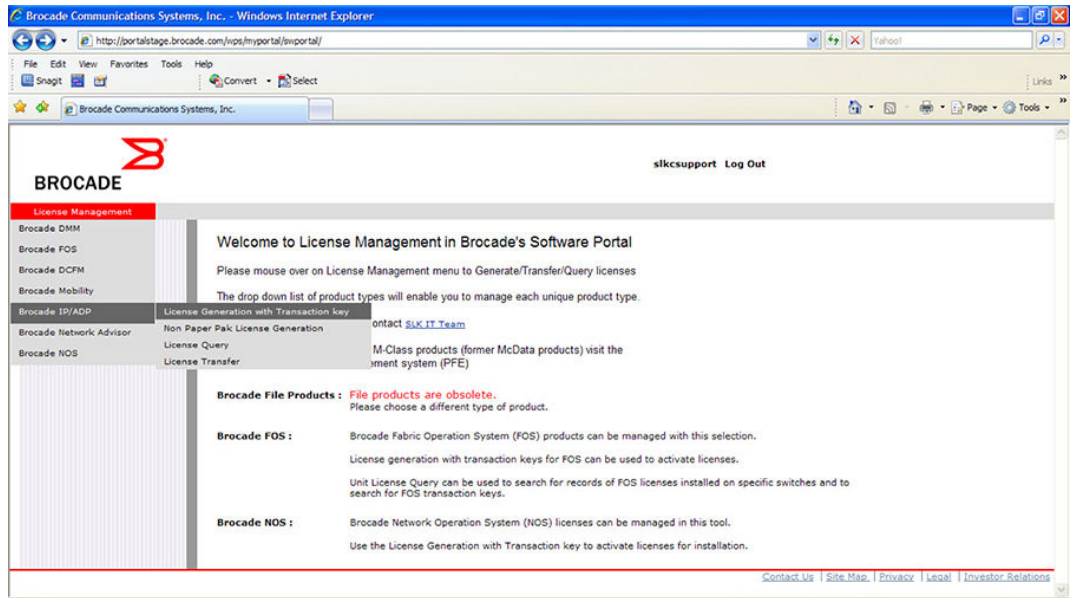 Brocade Communications Systems, Inc. - Windows Internet Explorer
http://portalstage.brocade.com/wps/myportal/swportal/
Yahoo!
File Edit View Favorites Tools Help
Snagit Convert Select Links »
Brocade Communications Systems, Inc. Page Tools »
BROCADE
slkcsupport Log Out
License Management
Brocade DMM
Brocade FOS
Brocade DCFM
Brocade Mobility
Brocade IP/ADP
Brocade Network Advisor
Brocade NOS
License Generation with Transaction key
Non Paper Pak License Generation
License Query
License Transfer
Welcome to License Management in Brocade's Software Portal
Please mouse over on License Management menu to Generate/Transfer/Query licenses
The drop down list of product types will enable you to manage each unique product type.
contact SLK IT Team
M-Class products (former McData products) visit the
ement system (PFE)
Brocade File Products : File products are obsolete.
Please choose a different type of product.
Brocade FOS : Brocade Fabric Operation System (FOS) products can be managed with this selection.
License generation with transaction keys for FOS can be used to activate licenses.
Unit License Query can be used to search for records of FOS licenses installed on specific switches and to
search for FOS transaction keys.
Brocade NOS : Brocade Network Operation System (NOS) licenses can be managed in this tool.
Use the License Generation with Transaction key to activate licenses for installation.
Contact Us | Site Map | Privacy | Legal | Investor Relations